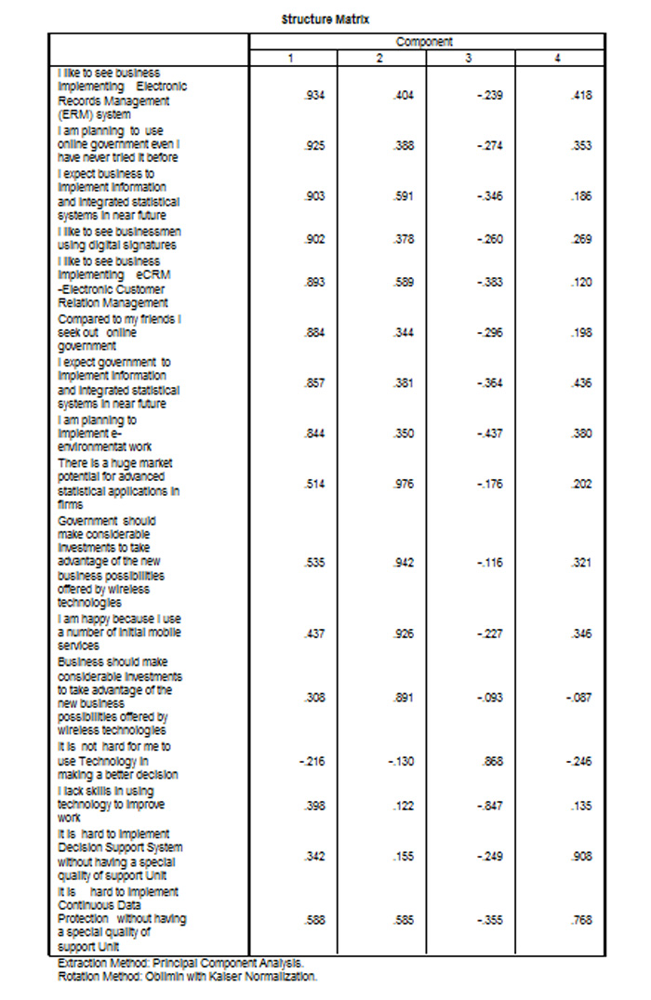 Structure Matrix
Component
1 2 3 4
I like to see business
Implementing Electronic
Records Management
(ERM) system
.934 .404 -.239 .418
I am planning to use
online government even I
have never tried it before
.925 .388 -.274 .353
I expect business to
Implement Information
and Integrated statistical
systems in near future
.903 .591 -.346 .186
I like to see businessmen
using digital signatures
.902 .378 -.260 .269
I like to see business
Implementing eCRM
-Electronic Customer
Relation Management
.893 .589 -.383 .120
Compared to my friends I
seek out online
government
.884 .344 -.296 .198
I expect government to
Implement Information
and Integrated statistical
systems in near future
.857 .381 -.364 .436
I am planning to
Implement e-
environmentat work
.844 .350 -.437 .380
There is a huge market
potential for advanced
statistical applications in
firms
.514 .976 -.176 .202
Government should
make considerable
Investments to take
advantage of the new
business possibilities
offered by wireless
technologies
.535 .942 -.116 .321
I am happy because I use
a number of initial mobile
services
.437 .926 -.227 .346
Business should make
considerable Investments
to take advantage of the
new business
possibilities offered by
wireless technologies
.308 .891 -.093 -.087
It is not hard for me to
use Technology in
making a better decision
-.216 -.130 .868 -.246
I lack skills in using
technology to improve
work
.398 .122 -.847 .135
It is hard to Implement
Decision Support System
without having a special
quality of support Unit
.342 .155 -.249 .908
It is hard to Implement
Continuous Data
Protection without having
a special quality of
support Unit
.588 .585 -.355 .768
Extraction Method: Principal Component Analysis.
Rotation Method: Oblimin with Kaiser Normalization.